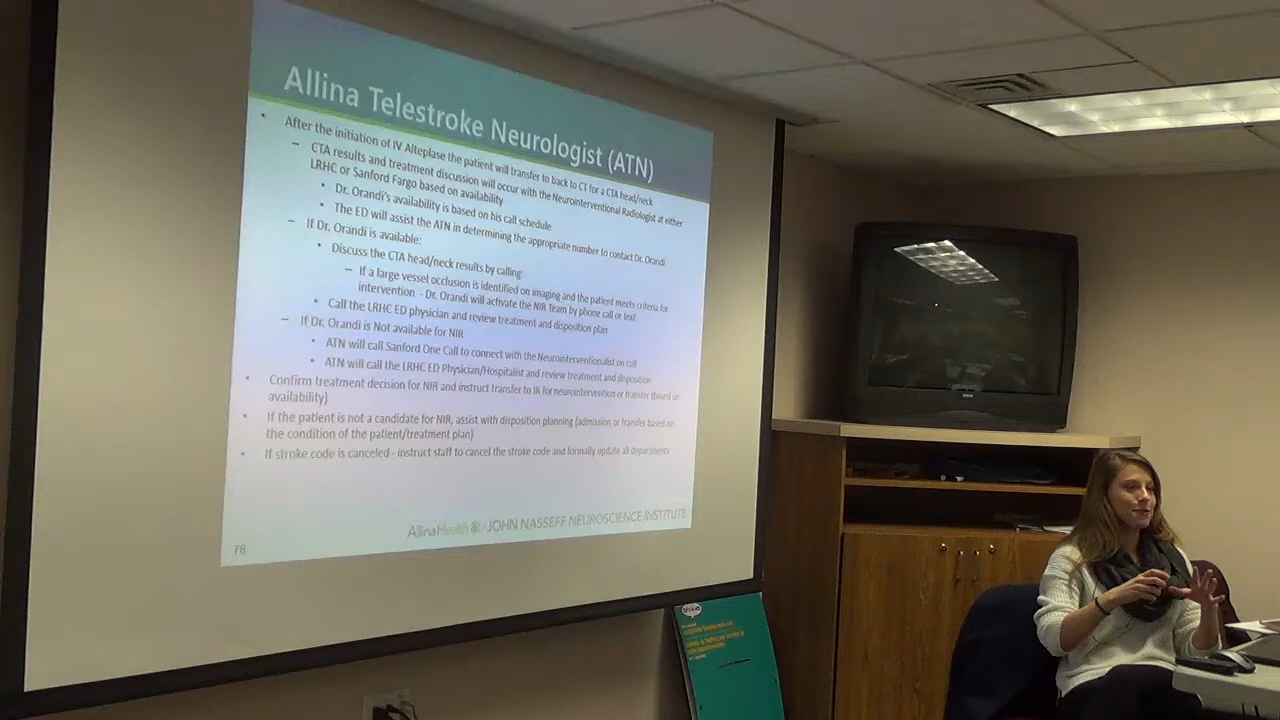 Allina Telestroke Neurologist (ATN)
• After the initiation of IV Alteplase the patient will transfer to back to CT for a CTA head/neck
– CTA results and treatment discussion will occur with the Neurointerventional Radiologist at either
LRHC or Sanford Fargo based on availability
• Dr. Orandi's availability is based on his call schedule
• The ED will assist the ATN in determining the appropriate number to contact Dr. Orandi
– If Dr. Orandi is available:
• Discuss the CTA head/neck results by calling:
– If a large vessel occlusion is identified on imaging and the patient meets criteria for
intervention - Dr. Orandi will activate the NIR Team by phone call or text
• Call the LRHC ED physician and review treatment and disposition plan
– If Dr. Orandi is Not available for NIR
• ATN will call Sanford One Call to connect with the Neurointerventionalist on call
• ATN will call the LRHC ED Physician/Hospitalist and review treatment and disposition
• Confirm treatment decision for NIR and instruct transfer to IR for neurointervention or transfer (based on
availability)
• If the patient is not a candidate for NIR, assist with disposition planning (admission or transfer based on
the condition of the patient/treatment plan)
• If stroke code is canceled - instruct staff to cancel the stroke code and formally update all departments
Allina Health JOHN NASSEFF NEUROSCIENCE INSTITUTE
78